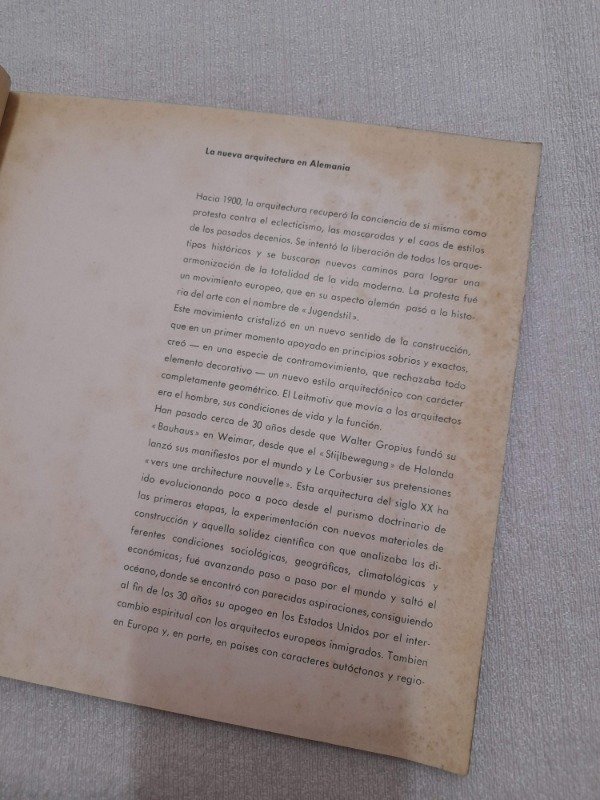 La nueva arquitectura en Alemania
Hacia 1900, la arquitectura recuperó la conciencia de si misma como
protesta contra el eclecticismo, las mascaradas y el caos de estilos
de los pasados decenios. Se intentó la liberación de todos los arque-
tipos históricos y se buscaron nuevos caminos para lograr una
armonización de la totalidad de la vida moderna. La protesta fué
un movimiento europeo, que en su aspecto alemán pasó a la histo-
ria del arte con el nombre de «Jugendstil».
Este movimiento cristalizó en un nuevo sentido de la construcción,
que en un primer momento apoyado en principios sobrios y exactos,
creó — en una especie de contramovimiento, que rechazaba todo
elemento decorativo — un nuevo estilo arquitectónico con carácter
completamente geométrico. El Leitmotiv que movía a los arquitectos
era el hombre, sus condiciones de vida y la función.
Han pasado cerca de 30 años desde que Walter Gropius fundó su
«Bauhaus» en Weimar, desde que el «Stijlbewegung» de Holanda
lanzó sus manifiestos por el mundo y Le Corbusier sus pretensiones
«vers une architecture nouvelle». Esta arquitectura del siglo XX ha
ido evolucionando poco a poco desde el purismo doctrinario de
las primeras etapas, la experimentación con nuevos materiales de
construcción y aquella solidez cientifica con que analizaba las di-
ferentes condiciones sociológicas, geográficas, climatológicas y
económicas; fué avanzando paso a paso por el mundo y saltó el
océano, donde se encontró con parecidas aspiraciones, consiguiendo
al fin de los 30 años su apogeo en los Estados Unidos por el inter-
cambio espiritual con los arquitectos europeos inmigrados. Tambien
en Europa y, en parte, en países con caracteres autóctonos y regio-